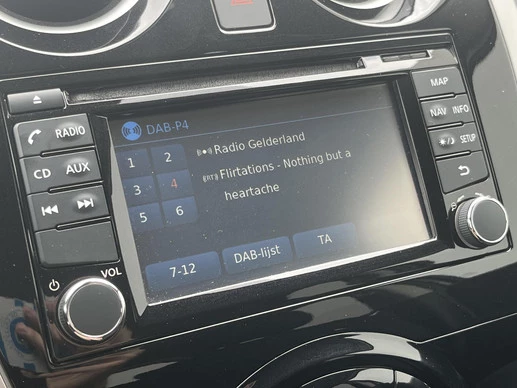 RADIO
CD AUX
VOL
DAB-P4
1 2
3 4
5 6
Radio Gelderland
Flirtations - Nothing but a
heartache
7-12 DAB-lijst TA
MAP
NAV INFO
SETUP